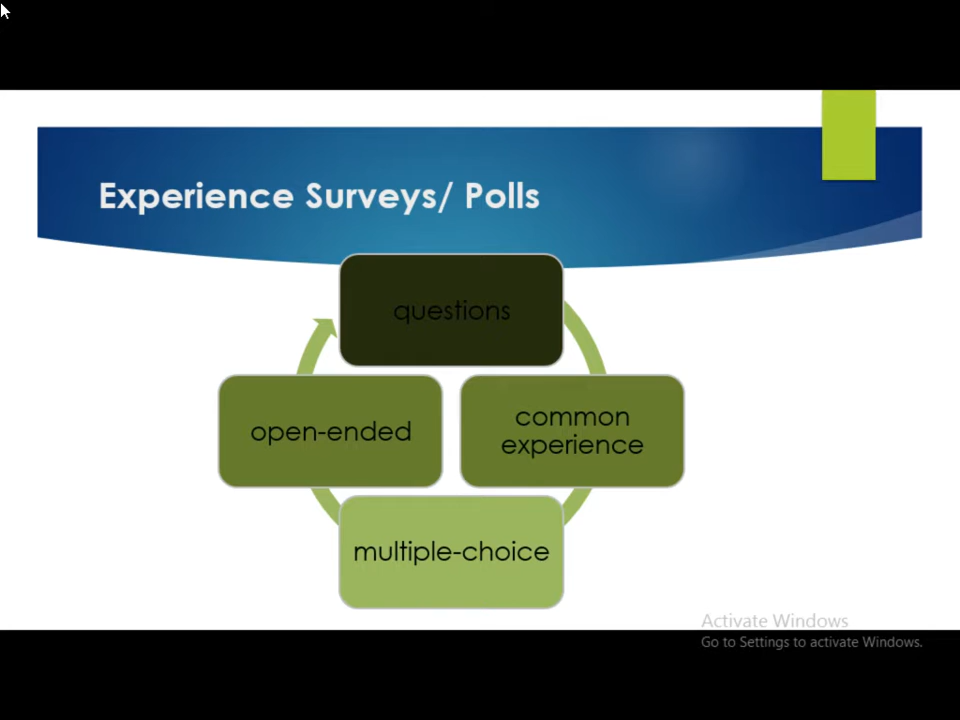 Experience Surveys/ Polls
questions
open-ended
common
experience
multiple-choice
Activate Windows
Go to Settings to activate Windows.